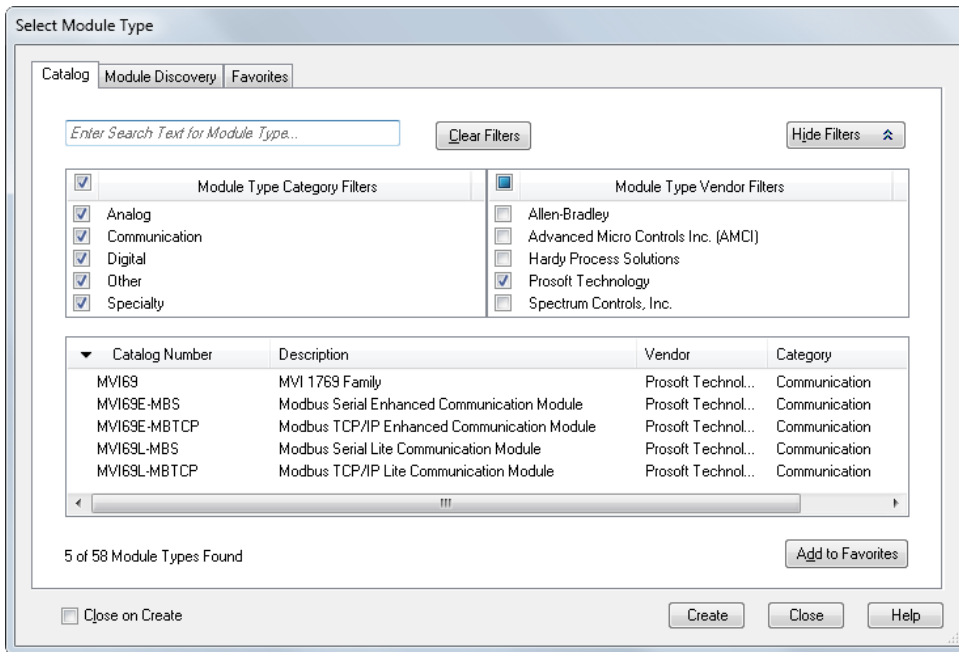 Select Module Type
Catalog Module Discovery Favorites
Enter Search Text for Module Type...
Clear Filters
Hide Filters
Module Type Category Filters Module Type Vendor Filters
Analog Allen-Bradley
Communication Advanced Micro Controls Inc. (AMCI)
Digital Hardy Process Solutions
Other Prosoft Technology
Specialty Spectrum Controls, Inc.
Catalog Number Description Vendor Category
MVI69 MVI 1769 Family Prosoft Technol... Communication
MVI69E-MBS Modbus Serial Enhanced Communication Module Prosoft Technol... Communication
MVI69E-MBTCP Modbus TCP/IP Enhanced Communication Module Prosoft Technol... Communication
MVI69L-MBS Modbus Serial Lite Communication Module Prosoft Technol... Communication
MVI69L-MBTCP Modbus TCP/IP Lite Communication Module Prosoft Technol... Communication
5 of 58 Module Types Found
Add to Favorites
Close on Create
Create Close Help